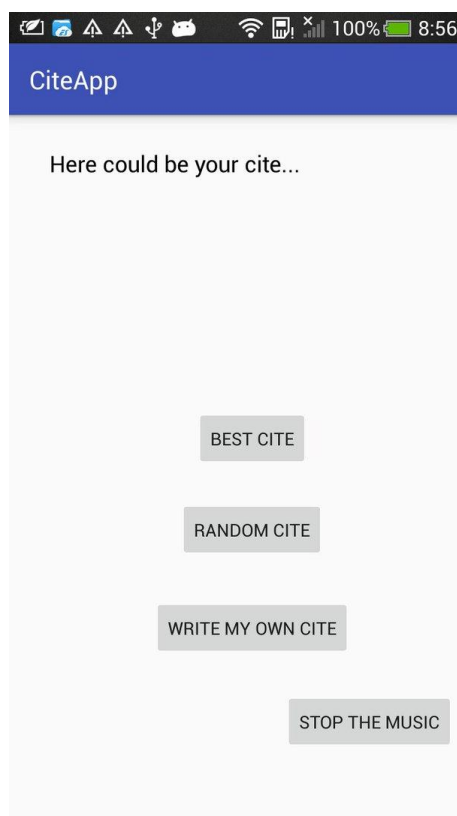 100% 8:56
CiteApp
Here could be your cite...
BEST CITE
RANDOM CITE
WRITE MY OWN CITE
STOP THE MUSIC